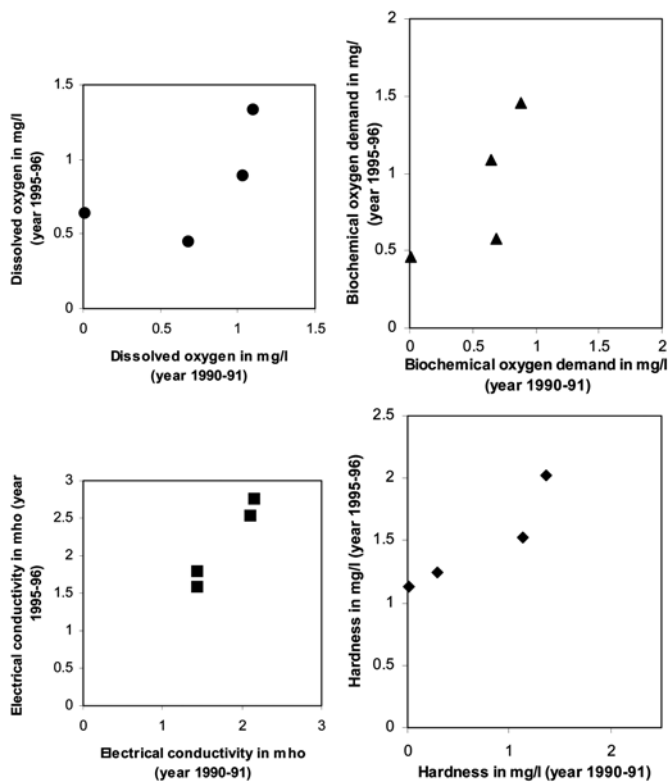 Dissolved oxygen in mg/l
(year 1995-96)
1.5
1
0.5
0
0 0.5 1 1.5
Dissolved oxygen in mg/l
(year 1990-91)
Biochemical oxygen demand in mg/
(year 1995-96)
2
1.5
1
0.5
0
0 0.5 1 1.5 2
Biochemical oxygen demand in mg/l
(year 1990-91)
Electrical conductivity in mho (year
1995-96)
3
2.5
2
1.5
1
0.5
0
0 1 2 3
Electrical conductivity in mho
(year 1990-91)
Hardness in mg/l (year 1995-96)
2.5
2
1.5
1
0.5
0
0 1 2
Hardness in mg/l (year 1990-91)